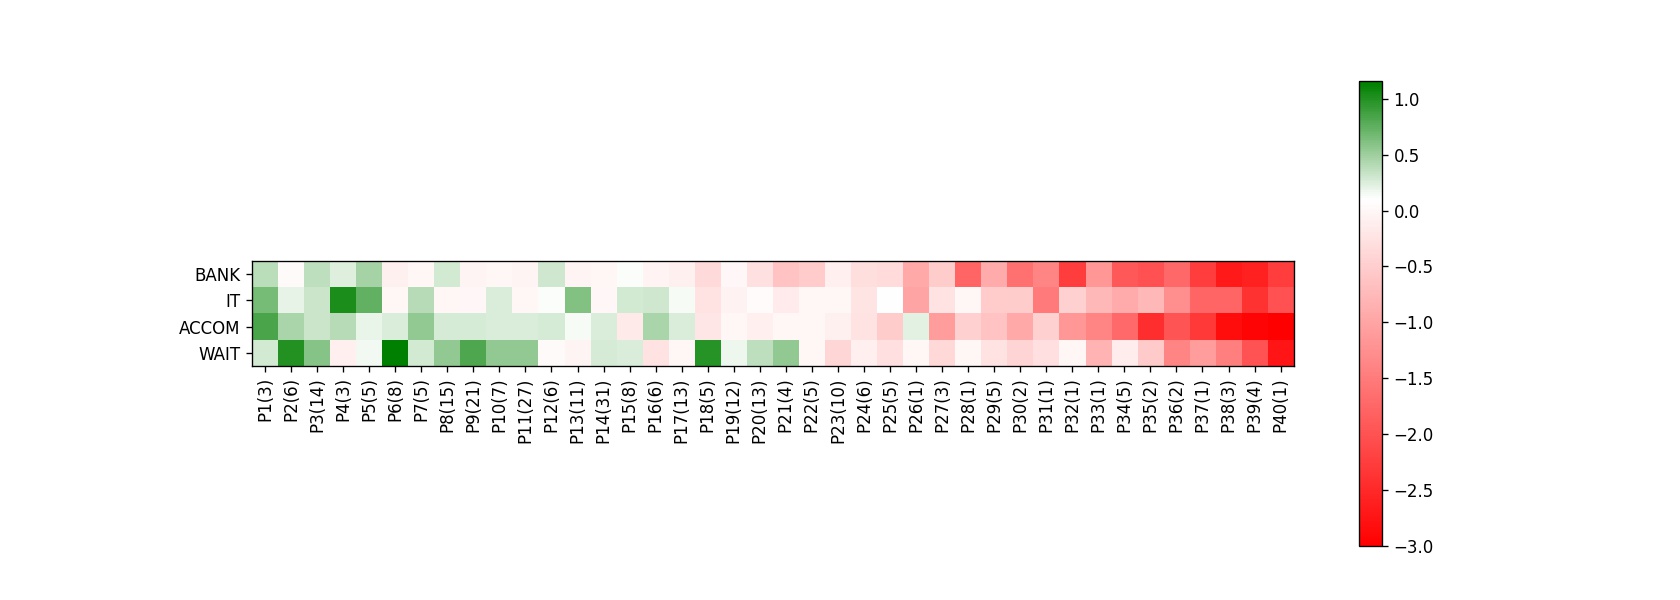 BANK
IT
ACCOM
WAIT
P1(3)
P2(6)
P3(14)
P4(3)
P5(5)
P6(8)
P7(5)
P8(15)
P9(21)
P10(7)
P11(27)
P12(6)
P13(11)
P14(31)
P15(8)
P16(6)
P17(13)
P18(5)
P19(12)
P20(13)
P21(4)
P22(5)
P23(10)
P24(6)
P25(5)
P26(1)
P27(3)
P28(1)
P29(5)
P30(2)
P31(1)
P32(1)
P33(1)
P34(5)
P35(2)
P36(2)
P37(1)
P38(3)
P39(4)
P40(1)
1.0
0.5
0.0
−0.5
−1.0
−1.5
−2.0
−2.5
−3.0